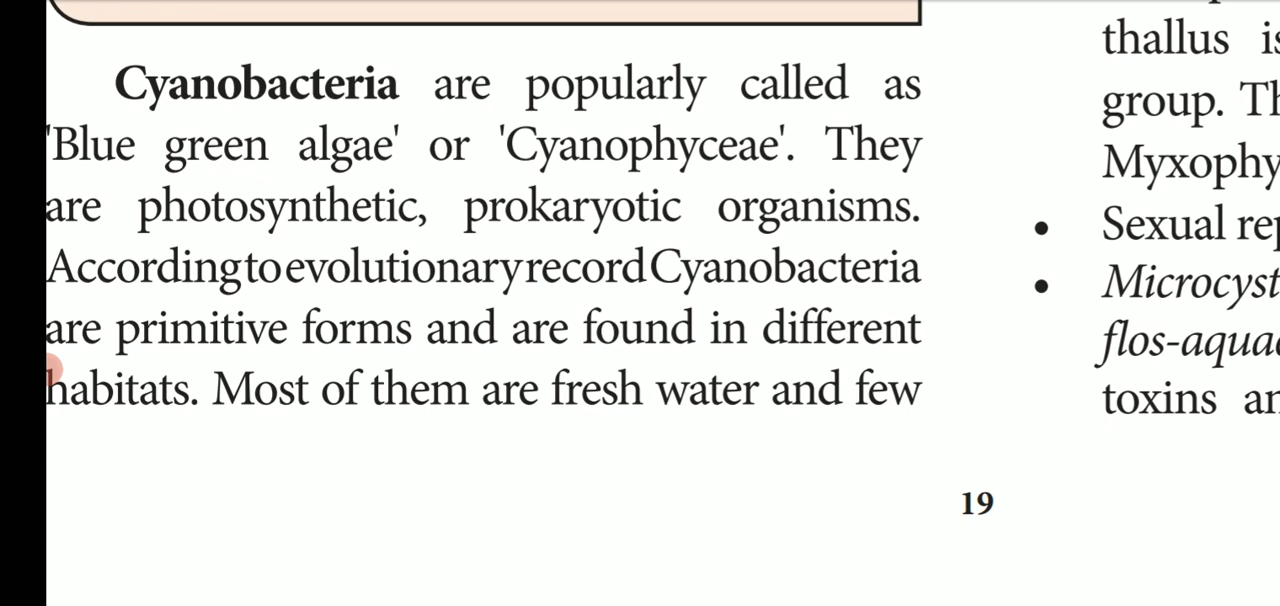 Cyanobacteria are popularly called as
'Blue green algae' or 'Cyanophyceae'. They
are photosynthetic, prokaryotic organisms.
According to evolutionary record Cyanobacteria
are primitive forms and are found in different
habitats. Most of them are fresh water and few
thallus
group.
Sexual
flos-aquae
toxins
19